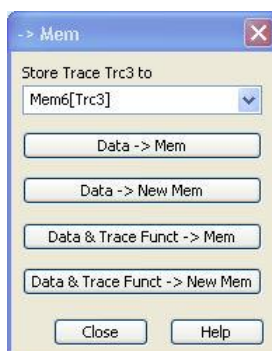 -> Mem
Store Trace Trc3 to
Mem6[Trc3]
Data -> Mem
Data -> New Mem
Data & Trace Funct -> Mem
Data & Trace Funct -> New Mem
Close Help